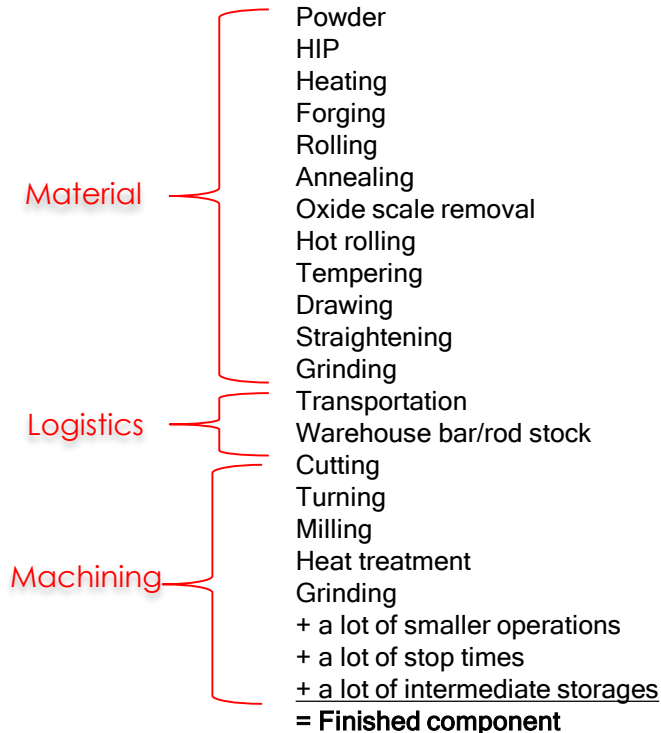 Powder
HIP
Heating
Forging
Rolling
Annealing
Material
Oxide scale removal
Hot rolling
Tempering
Drawing
Straightening
Grinding
Transportation
Logistics
Warehouse bar/rod stock
Cutting
Turning
Milling
Heat treatment
Machining
Grinding
+ a lot of smaller operations
+ a lot of stop times
+ a lot of intermediate storages
= Finished component